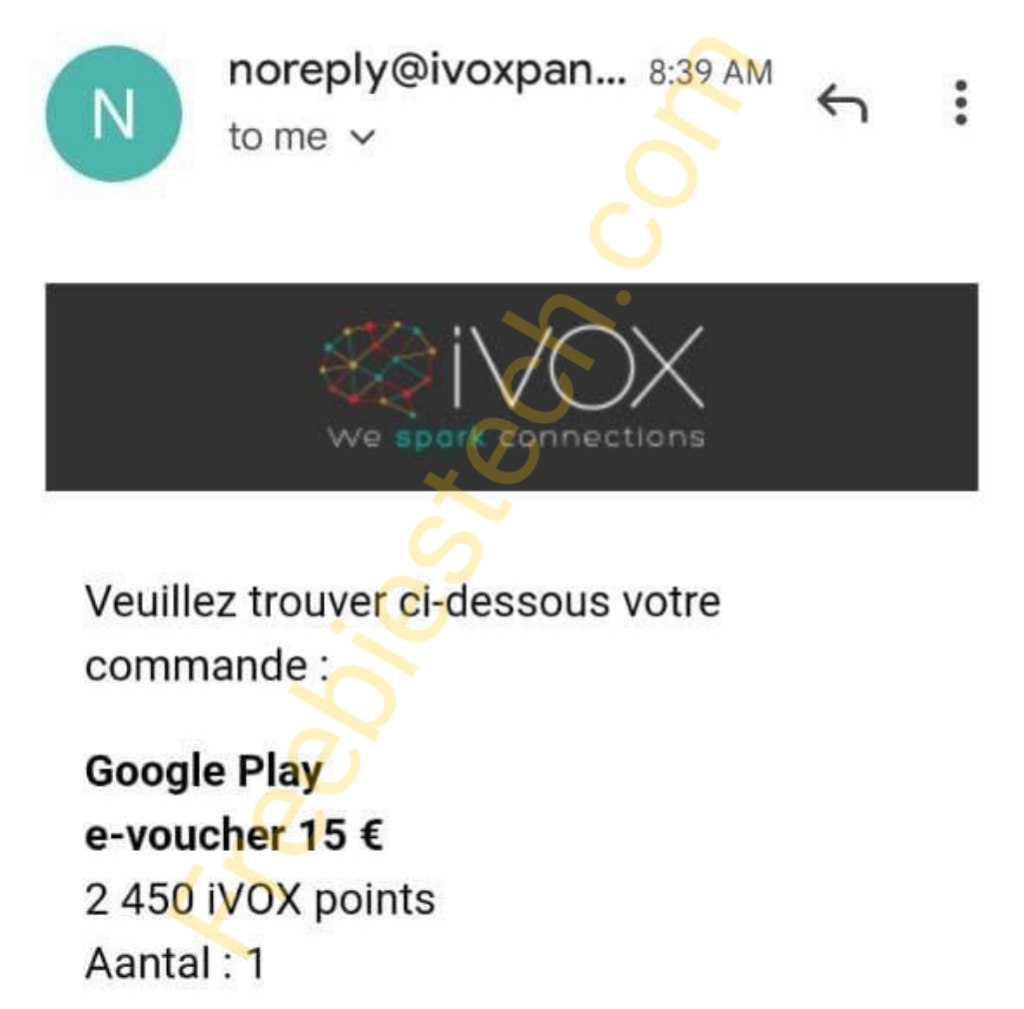 N
noreply@ivoxpan... 8:39 AM
to me
iVOX
We spark connections
Veuillez trouver ci-dessous votre
commande :
Google Play
e-voucher 15 €
2 450 iVOX points
Aantal : 1
Freebiestech.com